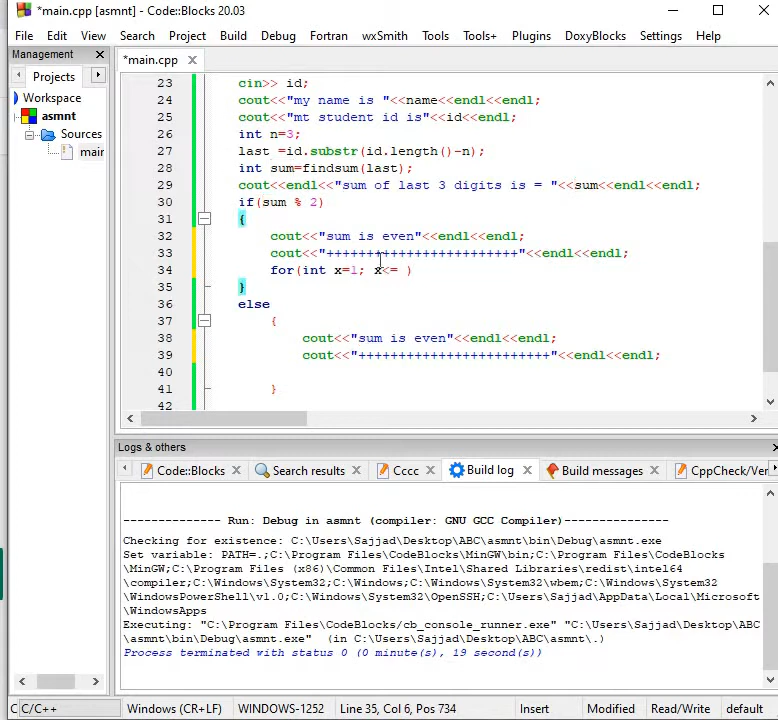 *main.cpp [asmnt] - Code::Blocks 20.03
File Edit View Search Project Build Debug Fortran wxSmith Tools Tools+ Plugins DoxyBlocks Settings Help
Management
*main.cpp
Projects
Workspace
asmnt
Sources
main
23 cin>> id;
24 cout<<"my name is "<<name<<endl<<endl;
25 cout<<"mt student id is"<<id<<endl;
26 int n=3;
27 last =id.substr(id.length()-n);
28 int sum=findsum(last);
29 cout<<endl<<"sum of last 3 digits is = "<<sum<<endl<<endl;
30 if(sum % 2)
31 {
32 cout<<"sum is even"<<endl<<endl;
33 cout<<"++++++++++++++++++++++++"<<endl<<endl;
34 for(int x=1; x<= )
35 }
36 else
37 {
38 cout<<"sum is even"<<endl<<endl;
39 cout<<"++++++++++++++++++++++++"<<endl<<endl;
40
41 }
42
Logs & others
Code::Blocks Search results Cccc Build log Build messages CppCheck/Ver
-------------- Run: Debug in asmnt (compiler: GNU GCC Compiler)---------------
Checking for existence: C:\Users\Sajjad\Desktop\ABC\asmnt\bin\Debug\asmnt.exe
Set variable: PATH=.;C:\Program Files\CodeBlocks\MinGW\bin;C:\Program Files\CodeBlocks
\MinGW;C:\Program Files (x86)\Common Files\Intel\Shared Libraries\redist\intel64
\compiler;C:\Windows\System32;C:\Windows;C:\Windows\System32\wbem;C:\Windows\System32
\WindowsPowerShell\v1.0;C:\Windows\System32\OpenSSH;C:\Users\Sajjad\AppData\Local\Microsoft
\WindowsApps
Executing: "C:\Program Files\CodeBlocks/cb_console_runner.exe" "C:\Users\Sajjad\Desktop\ABC
\asmnt\bin\Debug\asmnt.exe" (in C:\Users\Sajjad\Desktop\ABC\asmnt\.)
Process terminated with status 0 (0 minute(s), 19 second(s))
C C/C++ Windows (CR+LF) WINDOWS-1252 Line 35, Col 6, Pos 734 Insert Modified Read/Write default